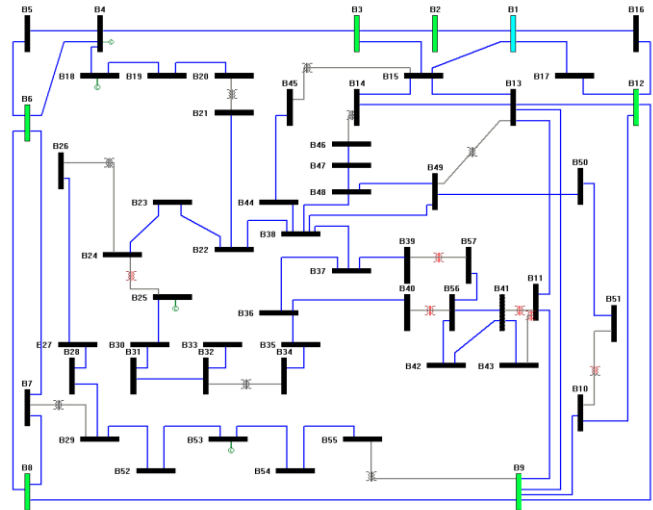 B5 B4 B3 B2 B1 B16
B18 B19 B20 B45 B15 B14 B13 B17 B12
B6 B21
B26 B46
B47 B49 B50
B23 B44 B48
B24 B22 B38
B25 B37 B39 B57
B40 B56 B41 B11
B36 B51
B27 B30 B33 B35
B28 B31 B32 B34 B42 B43
B7 B10
B29 B53 B55
B52 B54
B8 B9